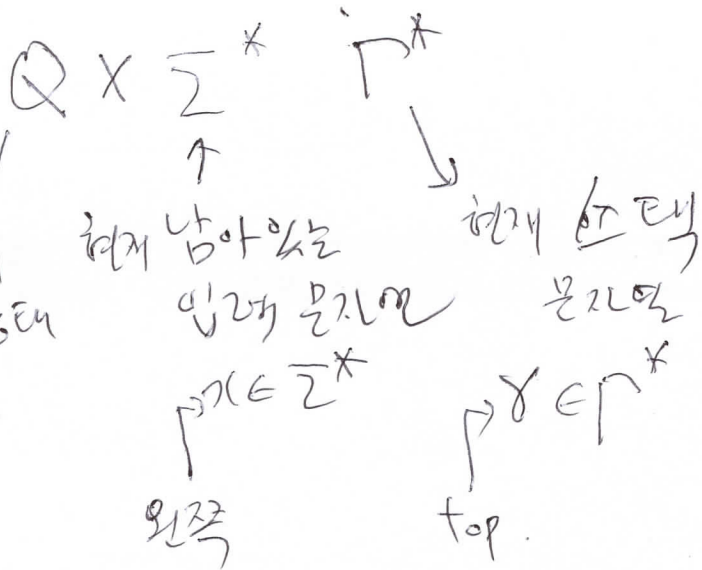 Q × Σ* Γ*
현재 남아있는 현재 스택
입력 문자열 문자열
x ∈ Σ* γ ∈ Γ*
왼쪽 top.